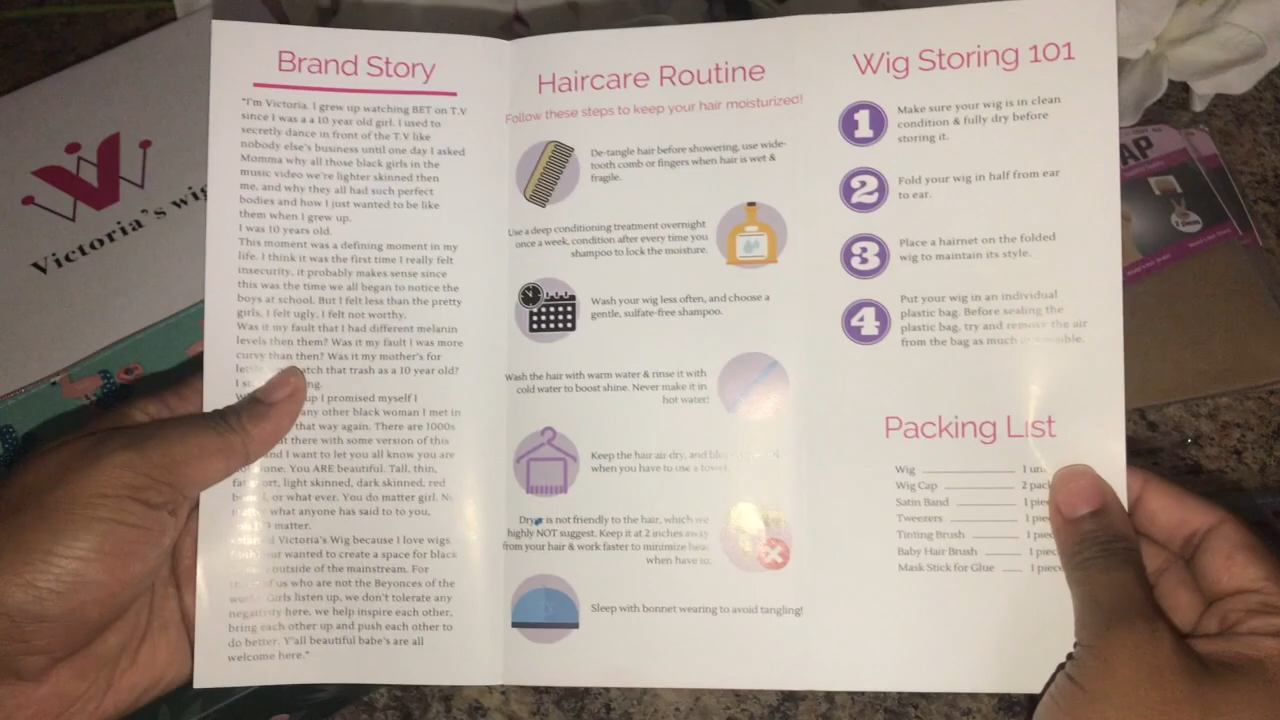 Brand Story
"I'm Victoria. I grew up watching BET on T.V
since I was a a 10 year old girl. I used to
secretly dance in front of the T.V like
nobody else's business until one day I asked
Momma why all those black girls in the
music video we're lighter skinned then
me, and why they all had such perfect
bodies and how I just wanted to be like
them when I grew up.
I was 10 years old.
This moment was a defining moment in my
life. I think it was the first time I really felt
insecurity, it probably makes sense since
this was the time we all began to notice the
boys at school. But I felt less than the pretty
girls, I felt ugly, I felt not worthy.
Was it my fault that I had different melanin
levels then them? Was it my fault I was more
curvy than then? Was it my mother's for
that trash as a 10 year old?
I
up I promised myself I
any other black woman I met in
that way again. There are 1000s
there with some version of this
and I want to let you all know you are
You ARE beautiful. Tall, thin,
light skinned, dark skinned, red
or what ever. You do matter girl.
what anyone has said to to you,
matter.
Victoria's Wig because I love wigs.
wanted to create a space for black
outside of the mainstream. For
of us who are not the Beyonces of the
Girls listen up, we don't tolerate any
negativity here, we help inspire each other,
bring each other up and push each other to
do better. Y'all beautiful babe's are all
welcome here."
Haircare Routine
Follow these steps to keep your hair moisturized!
De-tangle hair before showering, use wide-
tooth comb or fingers when hair is wet &
fragile.
Use a deep conditioning treatment overnight
once a week, condition after every time you
shampoo to lock the moisture.
Wash your wig less often, and choose a
gentle, sulfate-free shampoo.
Wash the hair with warm water & rinse it with
cold water to boost shine. Never make it in
hot water!
Keep the hair air dry, and
when you have to use a towel.
Dryer is not friendly to the hair, which we
highly NOT suggest. Keep it at 2 inches away
from your hair & work faster to minimize heat
when have to.
Sleep with bonnet wearing to avoid tangling!
Wig Storing 101
1 Make sure your wig is in clean
condition & fully dry before
storing it.
2 Fold your wig in half from ear
to ear.
3 Place a hairnet on the folded
wig to maintain its style.
4 Put your wig in an individual
plastic bag. Before sealing the
plastic bag, try and remove the air
from the bag as much
Packing List
Wig 1
Wig Cap 2
Satin Band 1
Tweezers 1
Tinting Brush 1
Baby Hair Brush 1
Mask Stick for Glue 1 piece
Victoria's wig
AP